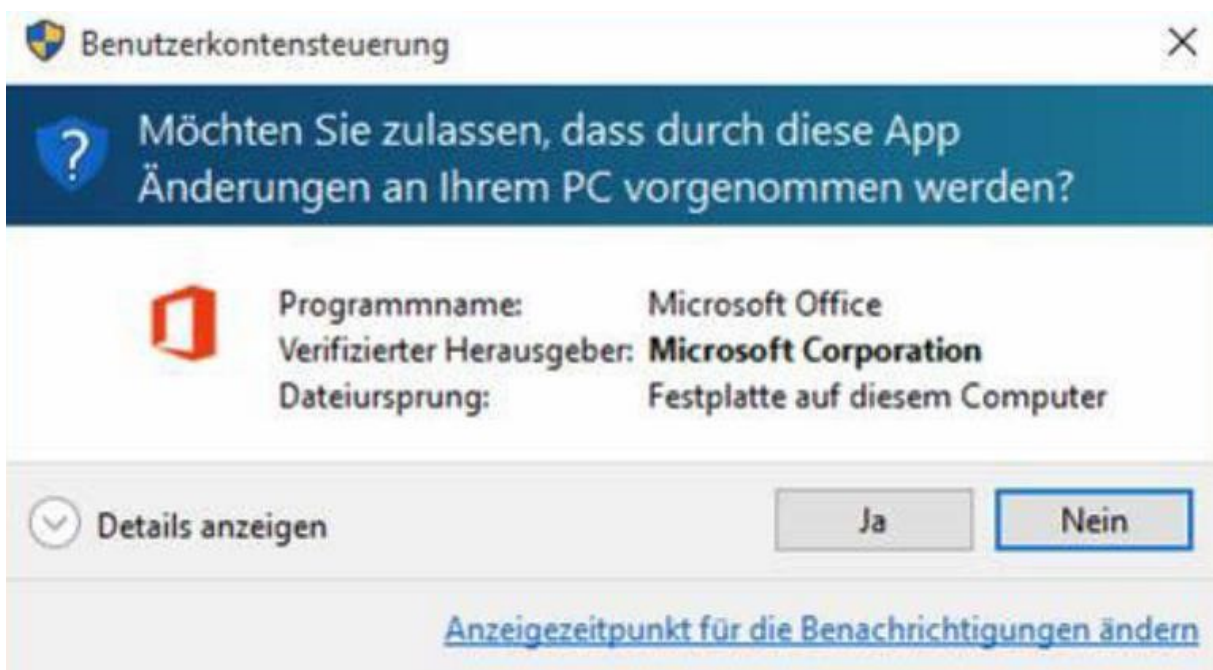 Benutzerkontensteuerung
Möchten Sie zulassen, dass durch diese App
Änderungen an Ihrem PC vorgenommen werden?
Programmname: Microsoft Office
Verifizierter Herausgeber: Microsoft Corporation
Dateiursprung: Festplatte auf diesem Computer
Details anzeigen Ja Nein
Anzeigezeitpunkt für die Benachrichtigungen ändern